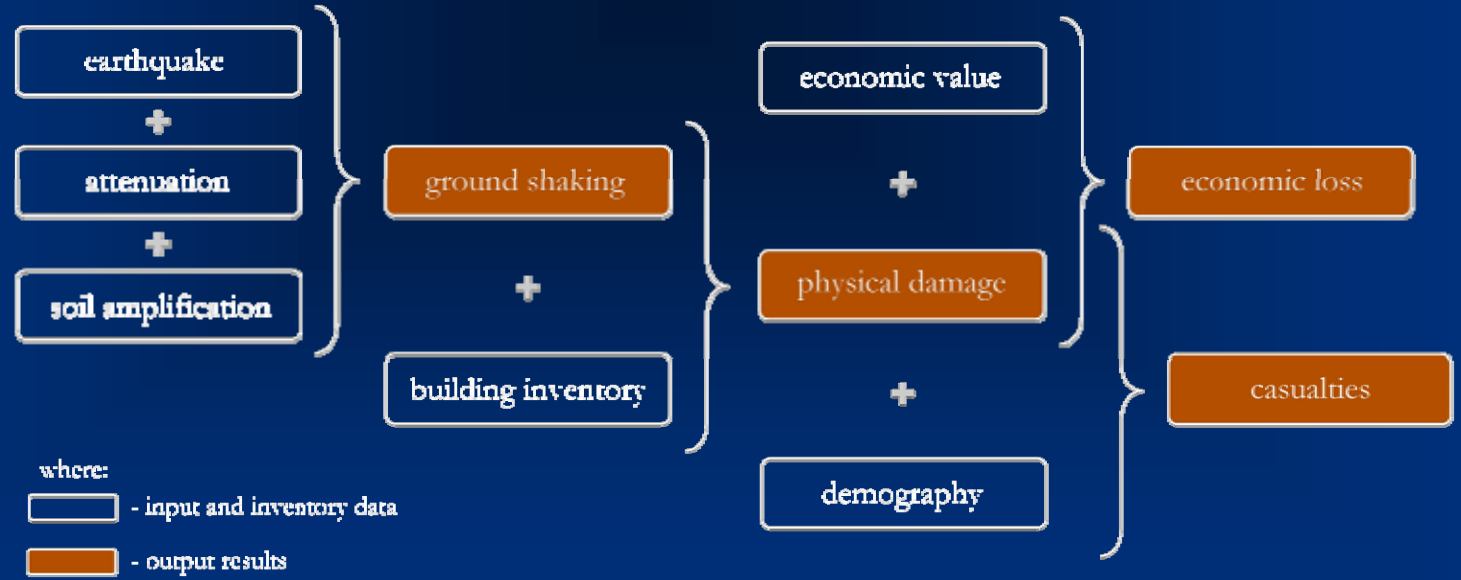 earthquake
+
attenuation
+
soil amplification
ground shaking
+
building inventory
economic value
+
physical damage
+
demography
economic loss
casualties
where:
- input and inventory data
- output results